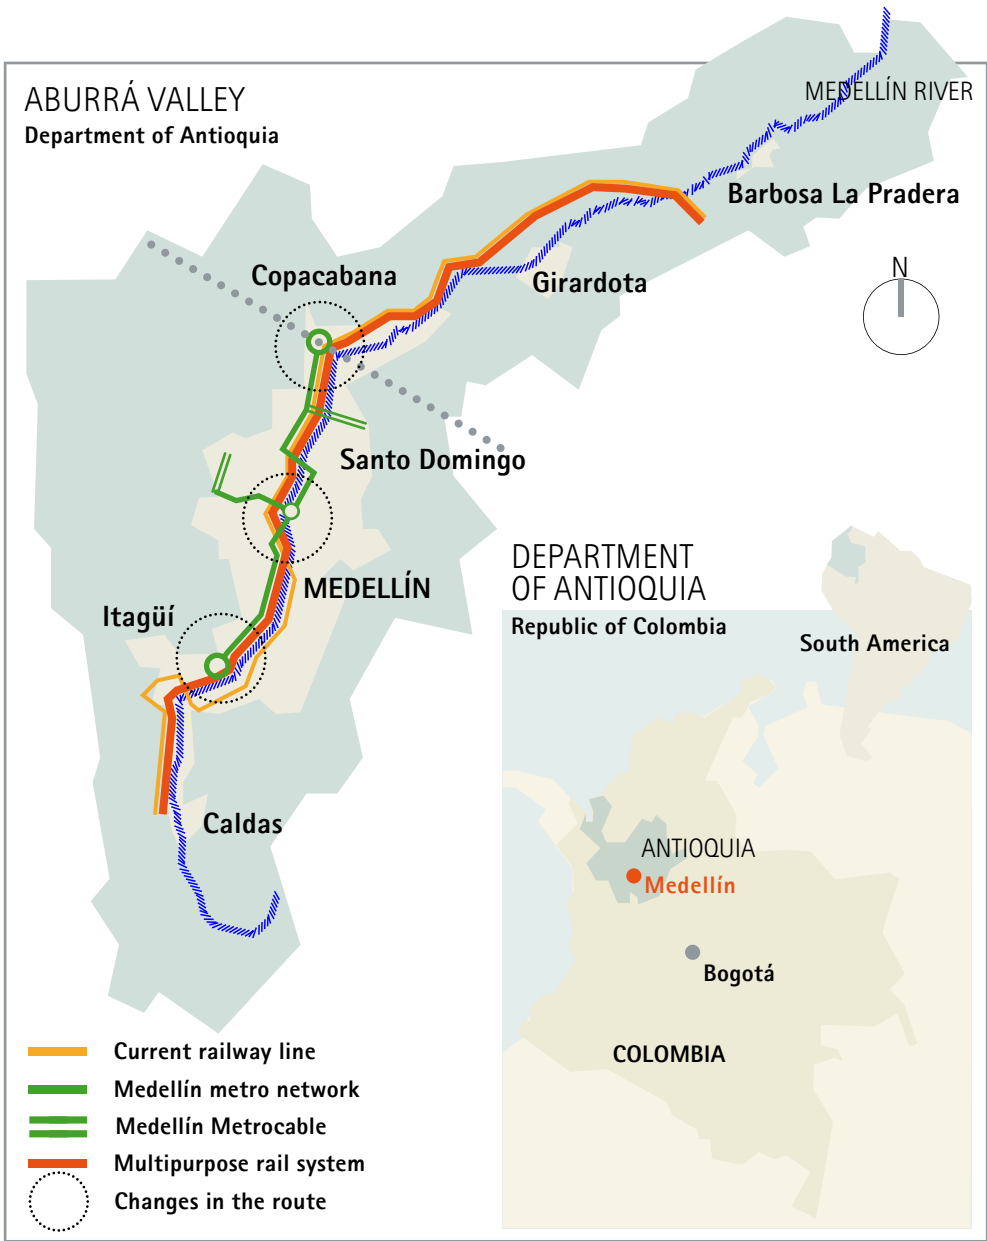 ABURRÁ VALLEY
Department of Antioquia
MEDELLÍN RIVER
Barbosa La Pradera
Copacabana
Girardota
N
Santo Domingo
MEDELLÍN
Itagüí
Caldas
DEPARTMENT
OF ANTIOQUIA
Republic of Colombia
South America
ANTIOQUIA
Medellín
Bogotá
COLOMBIA
Current railway line
Medellín metro network
Medellín Metrocable
Multipurpose rail system
Changes in the route